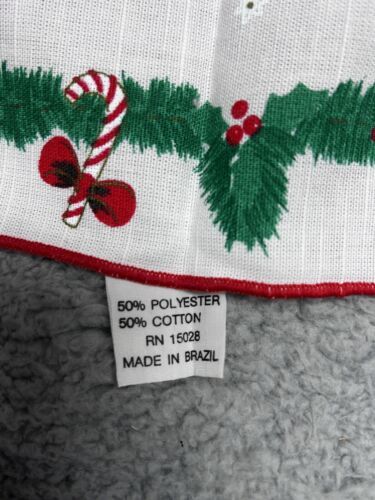 50% POLYESTER
50% COTTON
RN 15028
MADE IN BRAZIL